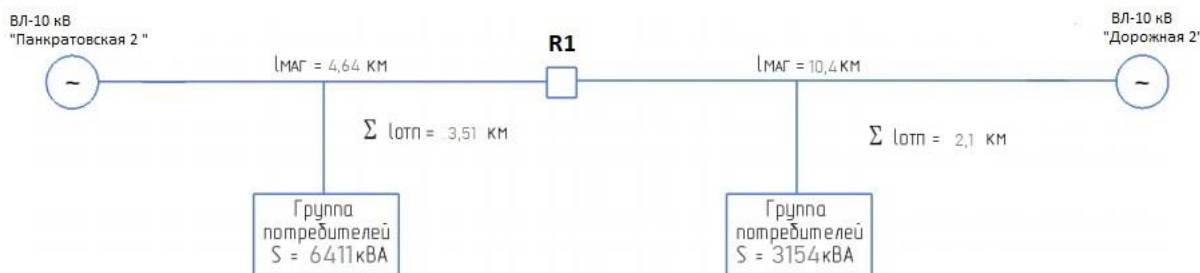 ВЛ-10 кВ
"Панкратовская 2 "
ВЛ-10 кВ
"Дорожная 2"
R1
lМАГ = 4,64 КМ
lМАГ = 10,4 КМ
~
~
Σ lОТП = 3,51 КМ
Σ lОТП = 2,1 КМ
Группа
потребителей
S = 6411кВА
Группа
потребителей
S = 3154кВА